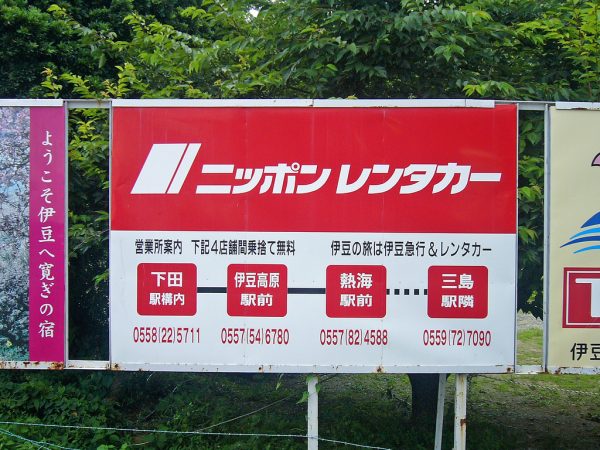 ようこそ伊豆へ寛ぎの宿
ニッポンレンタカー
営業所案内 下記4店舗間乗捨て無料
伊豆の旅は伊豆急行&レンタカー
下田
駅構内
伊豆高原
駅前
熱海
駅前
三島
駅隣
0558(22)5711
0557(54)6780
0557(82)4588
0559(72)7090
伊豆